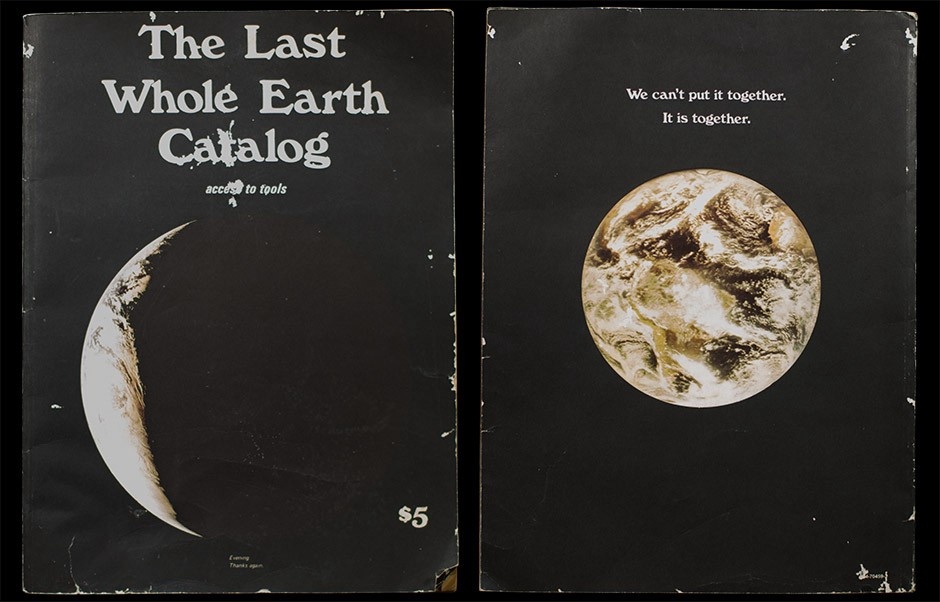 The Last
Whole Earth
Catalog
access to tools
$5
Evening.
Thanks again.
We can't put it together.
It is together.